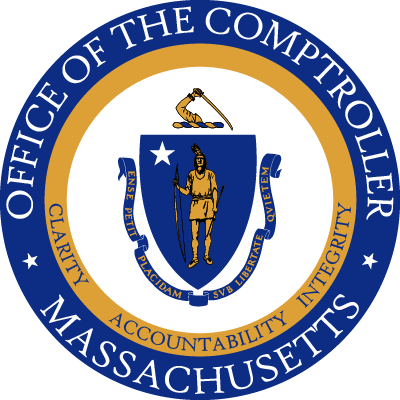 OFFICE OF THE COMPTROLLER
MASSACHUSETTS
CLARITY
ACCOUNTABILITY
INTEGRITY
ENSE PETIT
PLACIDAM
SVB LIBERTATE
QVIETEM